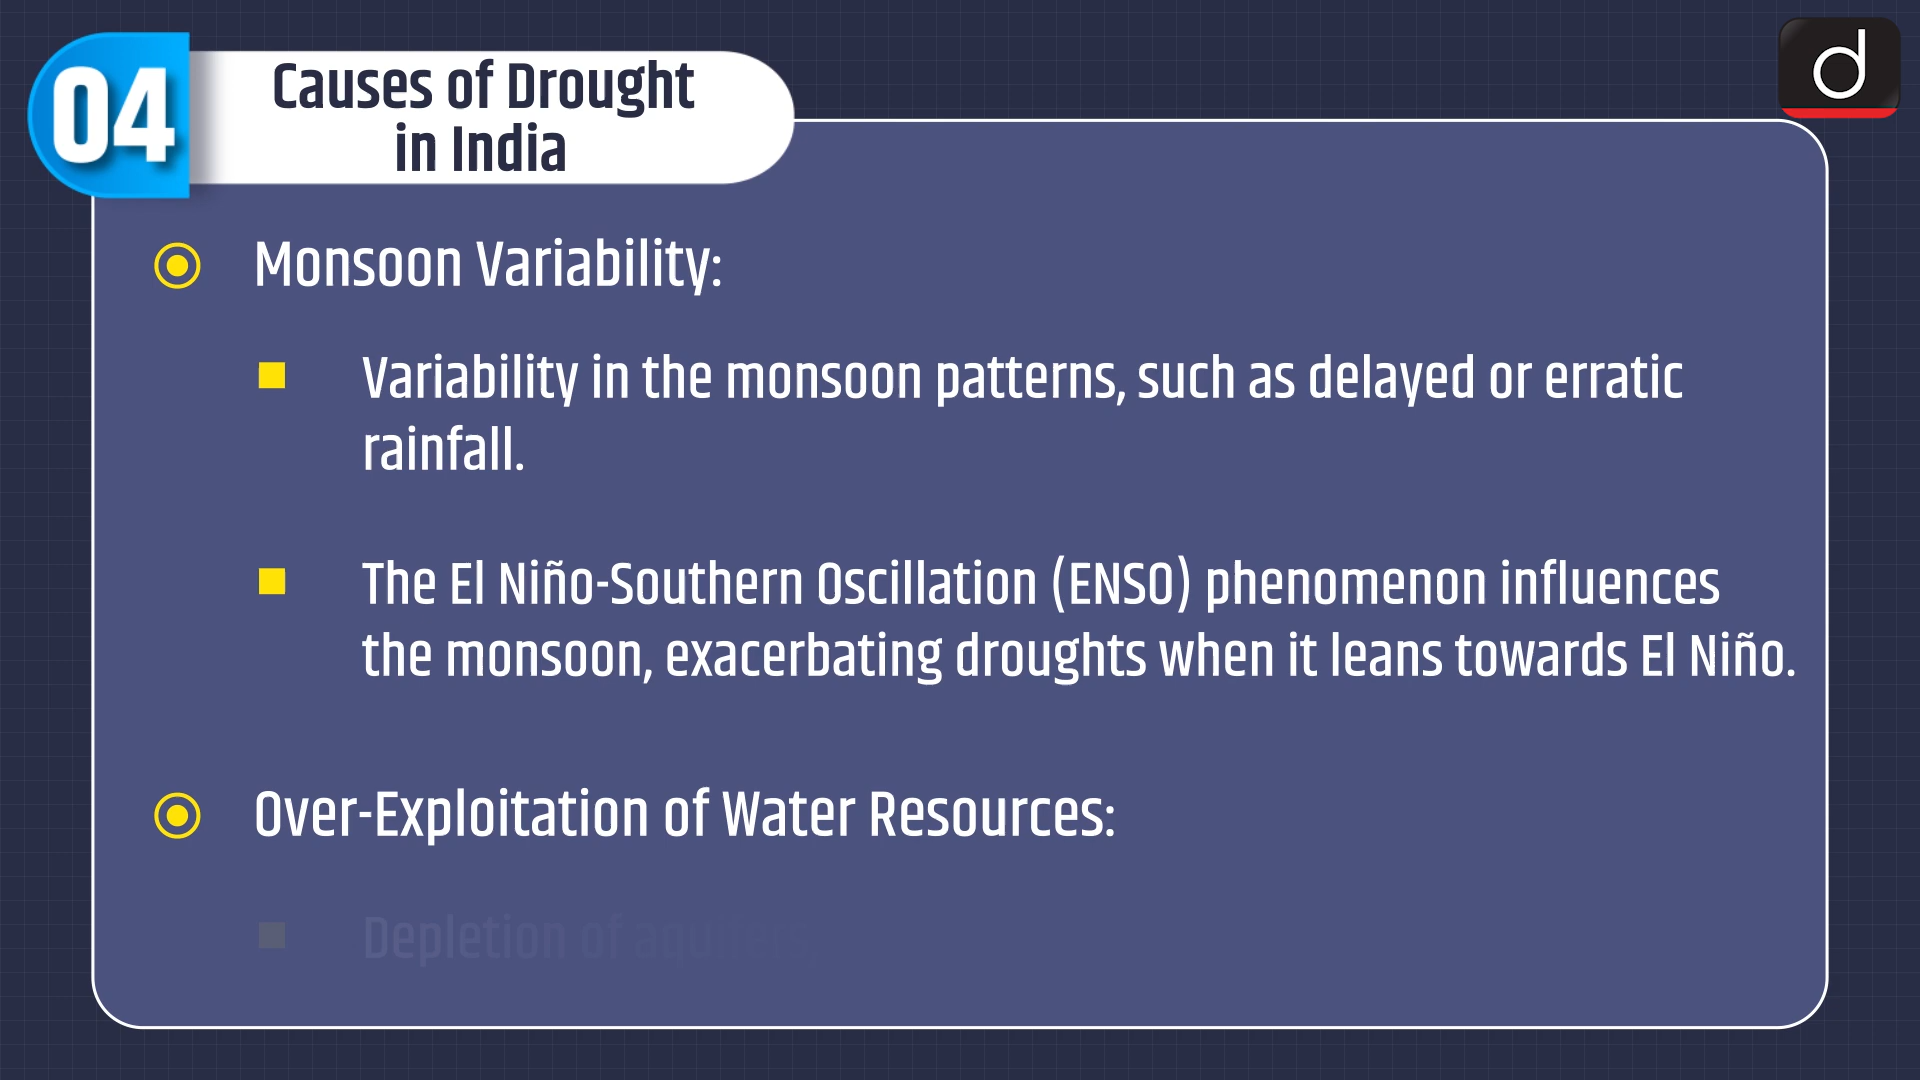 04
Causes of Drought
in India
d
Monsoon Variability:
Variability in the monsoon patterns, such as delayed or erratic
rainfall.
The El Niño-Southern Oscillation (ENSO) phenomenon influences
the monsoon, exacerbating droughts when it leans towards El Niño.
Over-Exploitation of Water Resources:
Depletion of aquifers